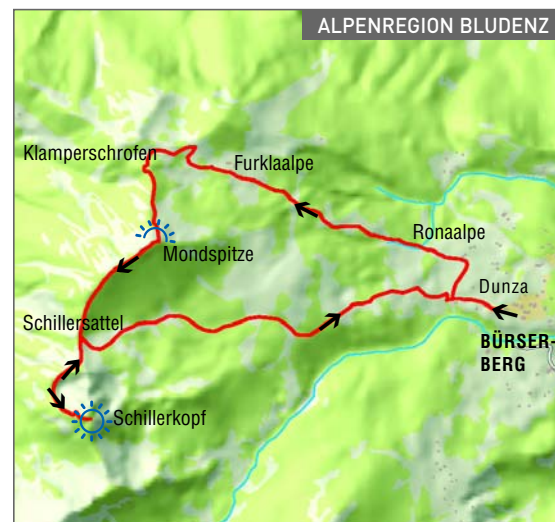 ALPENREGION BLUDENZ
Klamperschrofen
Furklaalpe
Ronaalpe
Mondspitze
Dunza
Schillersattel
BÜRSER-
BERG
Schillerkopf